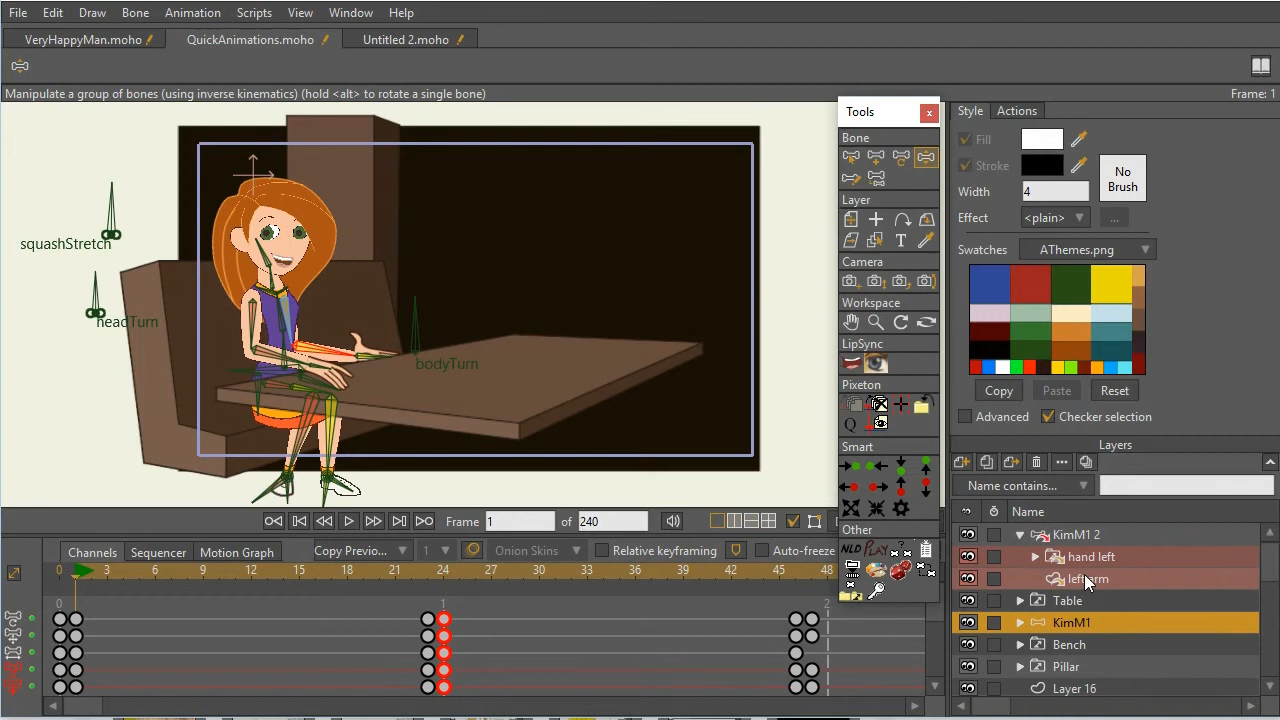 File Edit Draw Bone Animation Scripts View Window Help
VeryHappyMan.moho QuickAnimations.moho Untitled 2.moho
Manipulate a group of bones (using inverse kinematics) (hold <alt> to rotate a single bone) Frame: 1
Tools x
Bone
Layer
Camera
Workspace
LipSync
Pixeton
Smart
Other
NLD PLAY
squashStretch
headTurn
bodyTurn
Style Actions
Fill
Stroke
No
Brush
Width 4
Effect <plain> ...
Swatches AThemes.png
Copy Paste Reset
Advanced Checker selection
Layers
Name contains...
Name
KimM1 2
hand left
Table
KimM1
Bench
Pillar
Layer 16
Frame 1 of 240
Channels Sequencer Motion Graph Copy Previo... 1 Onion Skins Relative keyframing Auto-freeze
0 3 6 9 12 15 18 21 24 27 30 33 36 39 42 45 48
0 1 2